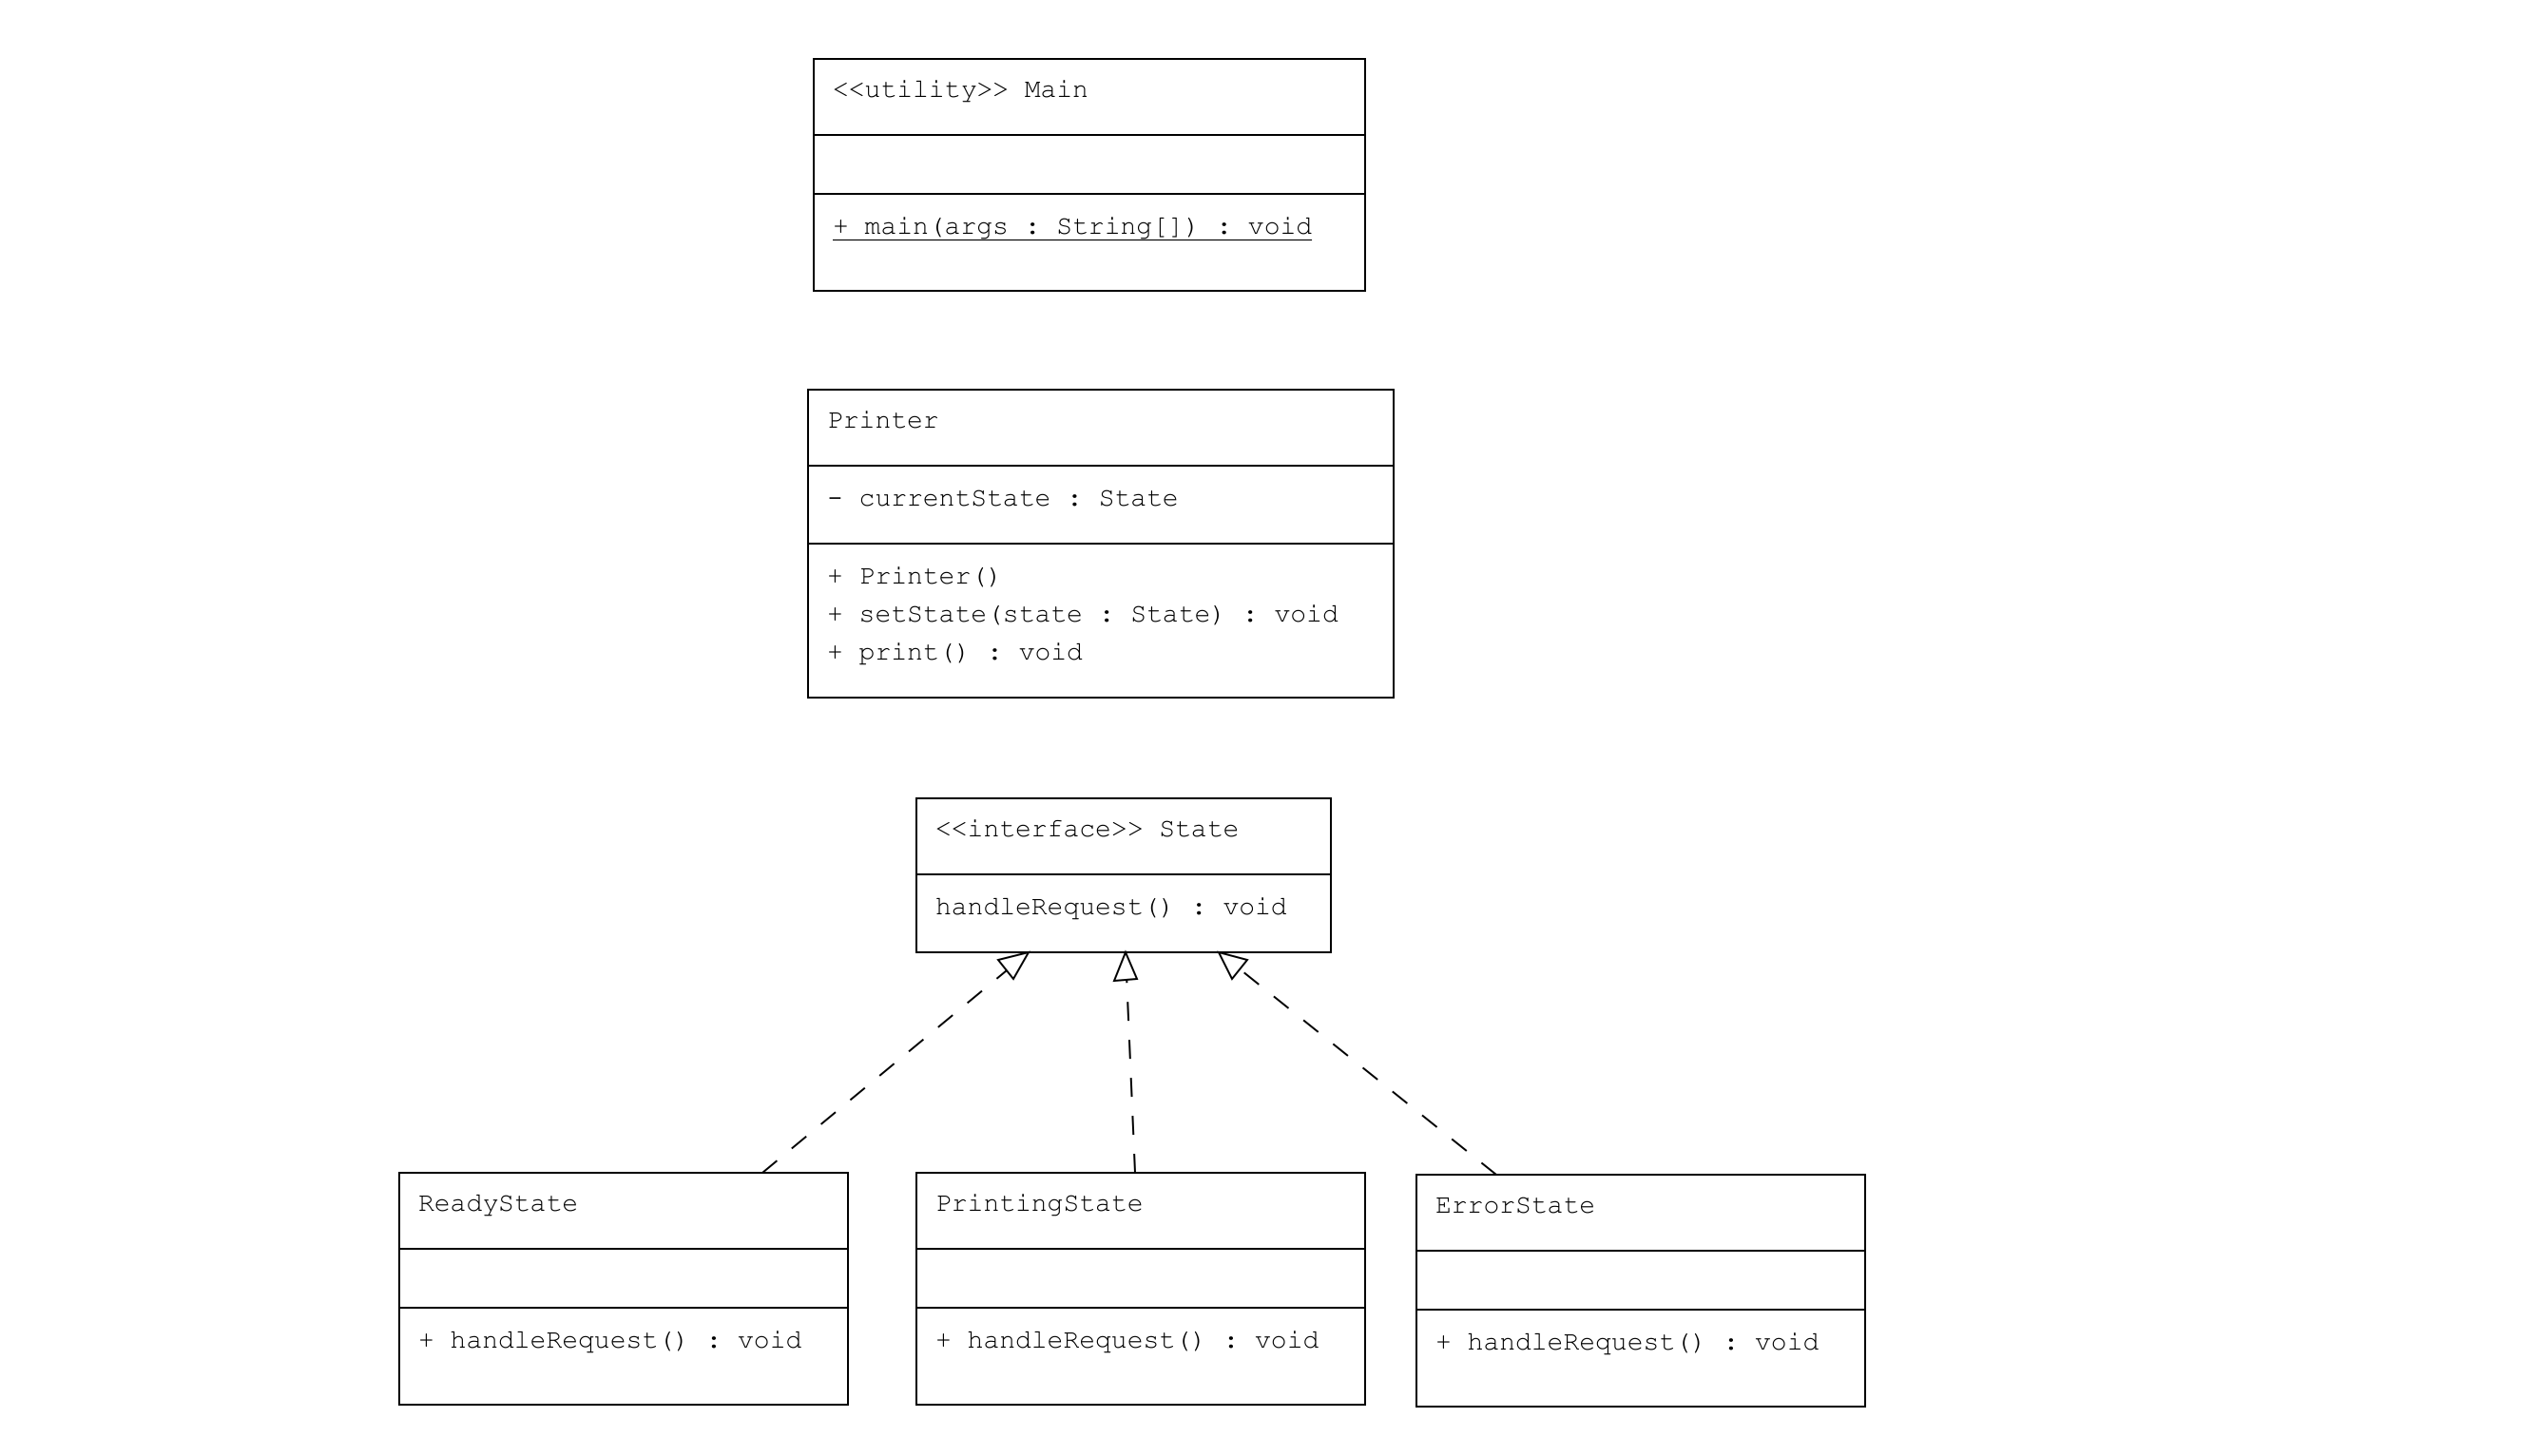 <<utility>> Main
+ main(args : String[]) : void
Printer
- currentState : State
+ Printer()
+ setState(state : State) : void
+ print() : void
<<interface>> State
handleRequest() : void
ReadyState
+ handleRequest() : void
PrintingState
+ handleRequest() : void
ErrorState
+ handleRequest() : void